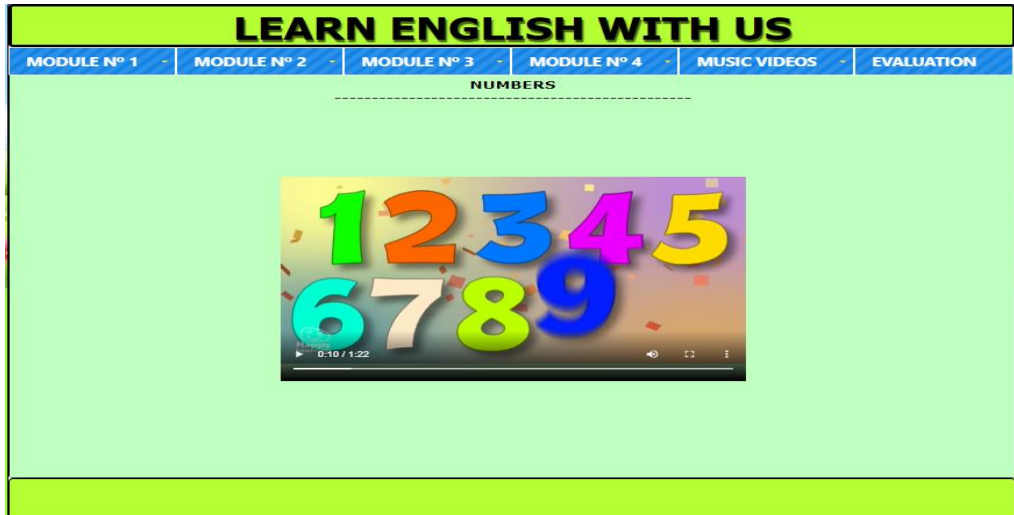 LEARN ENGLISH WITH US
MODULE Nº 1 MODULE Nº 2 MODULE Nº 3 MODULE Nº 4 MUSIC VIDEOS EVALUATION
NUMBERS
1 2 3 4 5
6 7 8 9
Happy
0:10 / 1:22